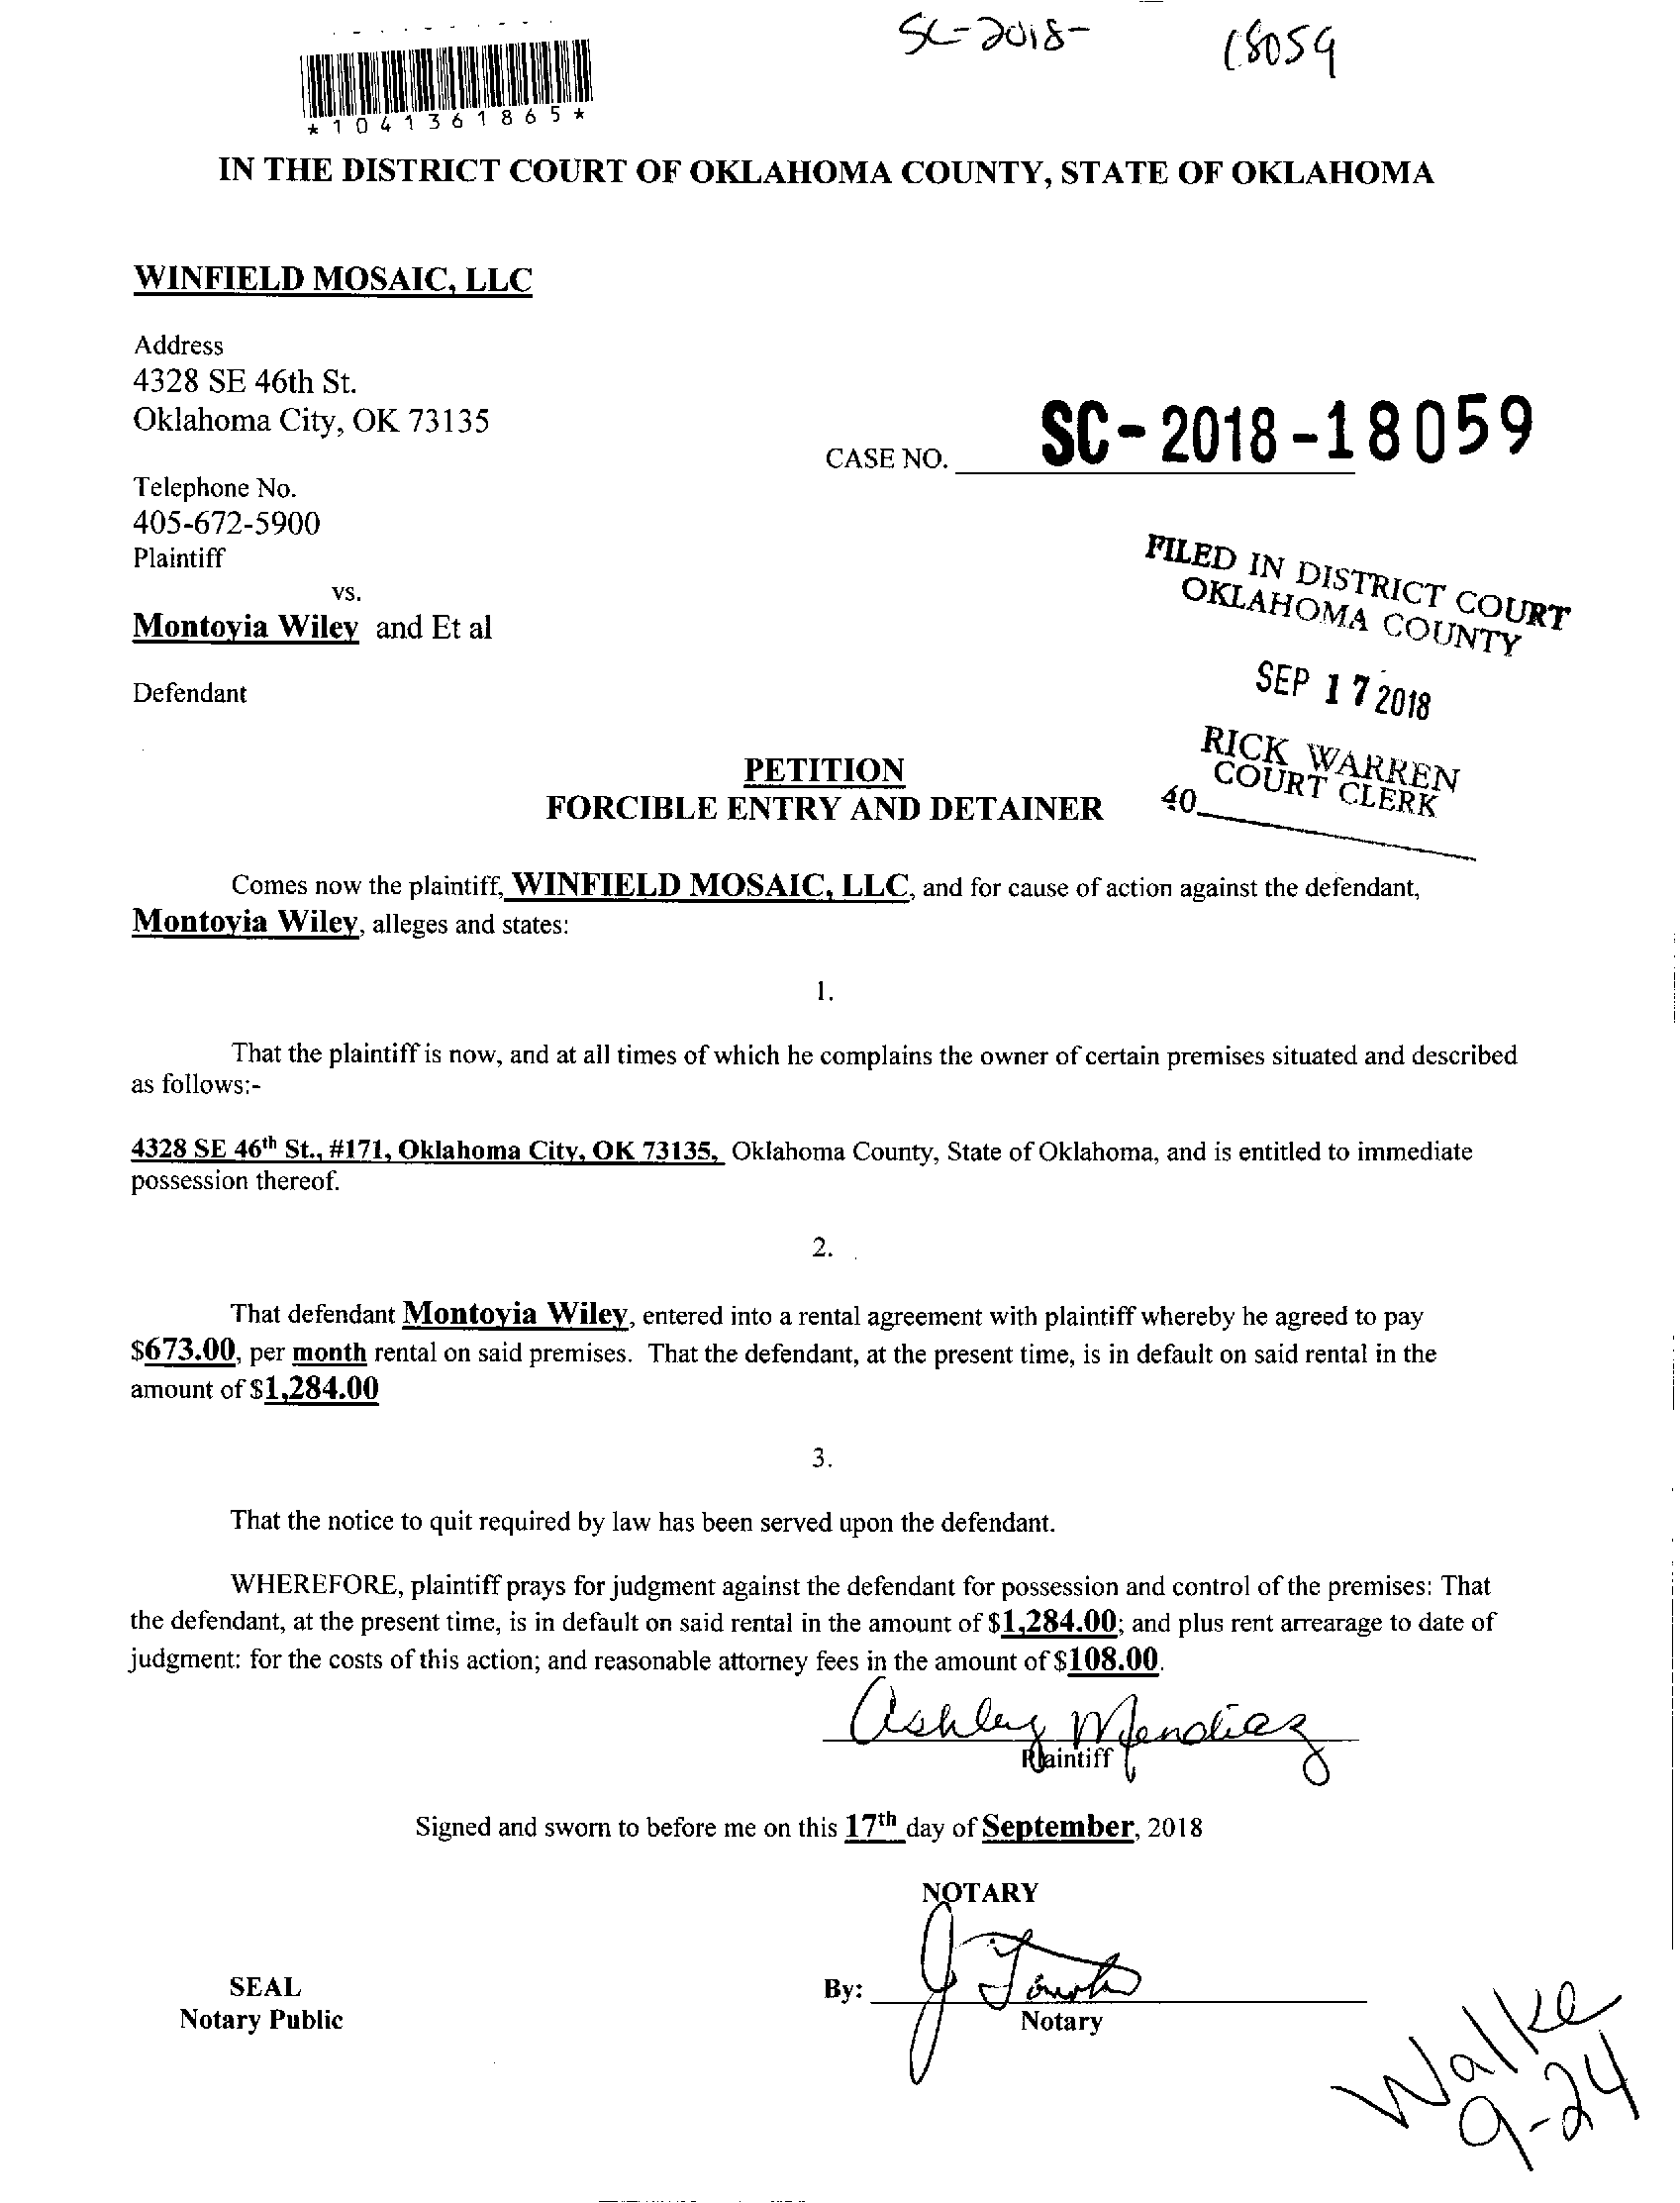 SC-2018- 18059
*1041361865*
IN THE DISTRICT COURT OF OKLAHOMA COUNTY, STATE OF OKLAHOMA
WINFIELD MOSAIC, LLC
Address
4328 SE 46th St.
Oklahoma City, OK 73135
CASE NO. SC-2018-18059
Telephone No.
405-672-5900
Plaintiff
vs.
Montoyia Wiley and Et al
Defendant
FILED IN DISTRICT COURT
OKLAHOMA COUNTY
SEP 17 2018
RICK WARREN
COURT CLERK
40
PETITION
FORCIBLE ENTRY AND DETAINER
Comes now the plaintiff, WINFIELD MOSAIC, LLC, and for cause of action against the defendant,
Montoyia Wiley, alleges and states:
1.
That the plaintiff is now, and at all times of which he complains the owner of certain premises situated and described
as follows:-
4328 SE 46th St., #171, Oklahoma City, OK 73135, Oklahoma County, State of Oklahoma, and is entitled to immediate
possession thereof.
2.
That defendant Montoyia Wiley, entered into a rental agreement with plaintiff whereby he agreed to pay
$673.00, per month rental on said premises. That the defendant, at the present time, is in default on said rental in the
amount of $1,284.00
3.
That the notice to quit required by law has been served upon the defendant.
WHEREFORE, plaintiff prays for judgment against the defendant for possession and control of the premises: That
the defendant, at the present time, is in default on said rental in the amount of $1,284.00; and plus rent arrearage to date of
judgment: for the costs of this action; and reasonable attorney fees in the amount of $108.00.
Ashley Mendiaz
Plaintiff
Signed and sworn to before me on this 17th day of September, 2018
NOTARY
SEAL
By: J
Notary Public
Notary
Walke
9-24